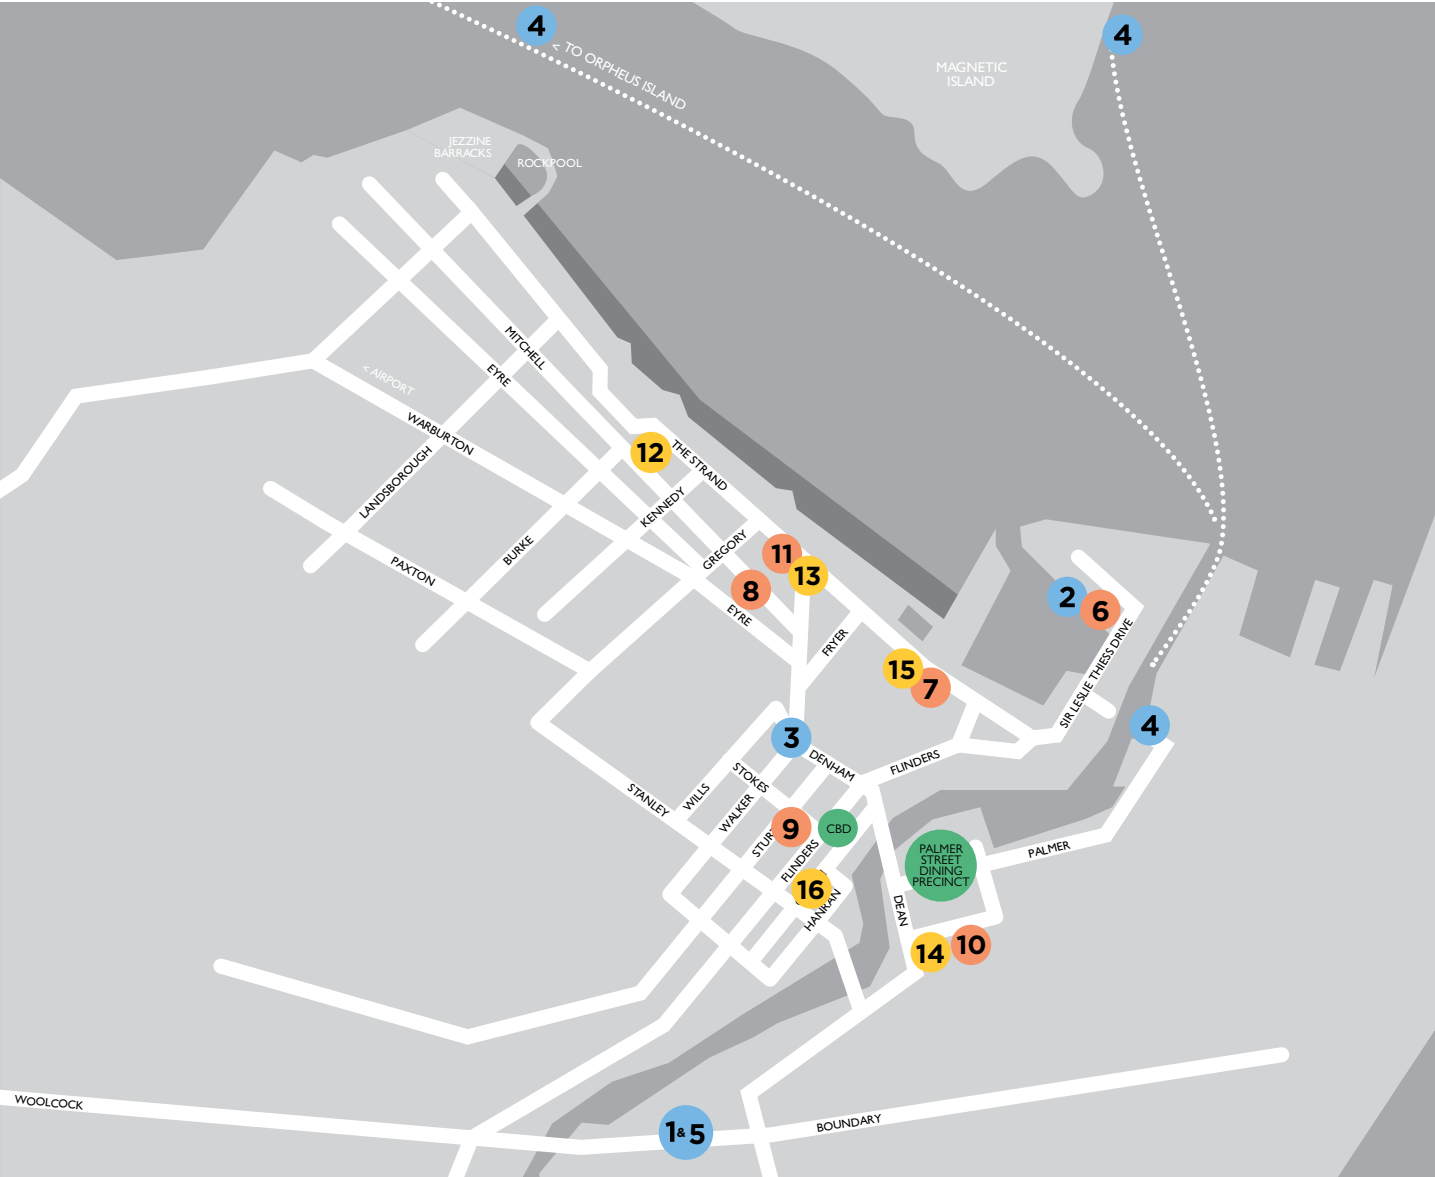 4
4
< TO ORPHEUS ISLAND
MAGNETIC
ISLAND
JEZZINE
BARRACKS
ROCKPOOL
MITCHELL
EYRE
< AIRPORT
WARBURTON
12
THE STRAND
LANDSBOROUGH
KENNEDY
GREGORY
BURKE
PAXTON
11
13
8
EYRE
2
6
FRYER
SIR LESLIE THIESS DRIVE
15
7
3
4
DENHAM
FLINDERS
STOKES
WILLS
STANLEY
WALKER
9
CBD
FLINDERS
PALMER
STREET
DINING
PRECINCT
PALMER
16
HANRAN
DEAN
14
10
WOOLCOCK
1&5
BOUNDARY